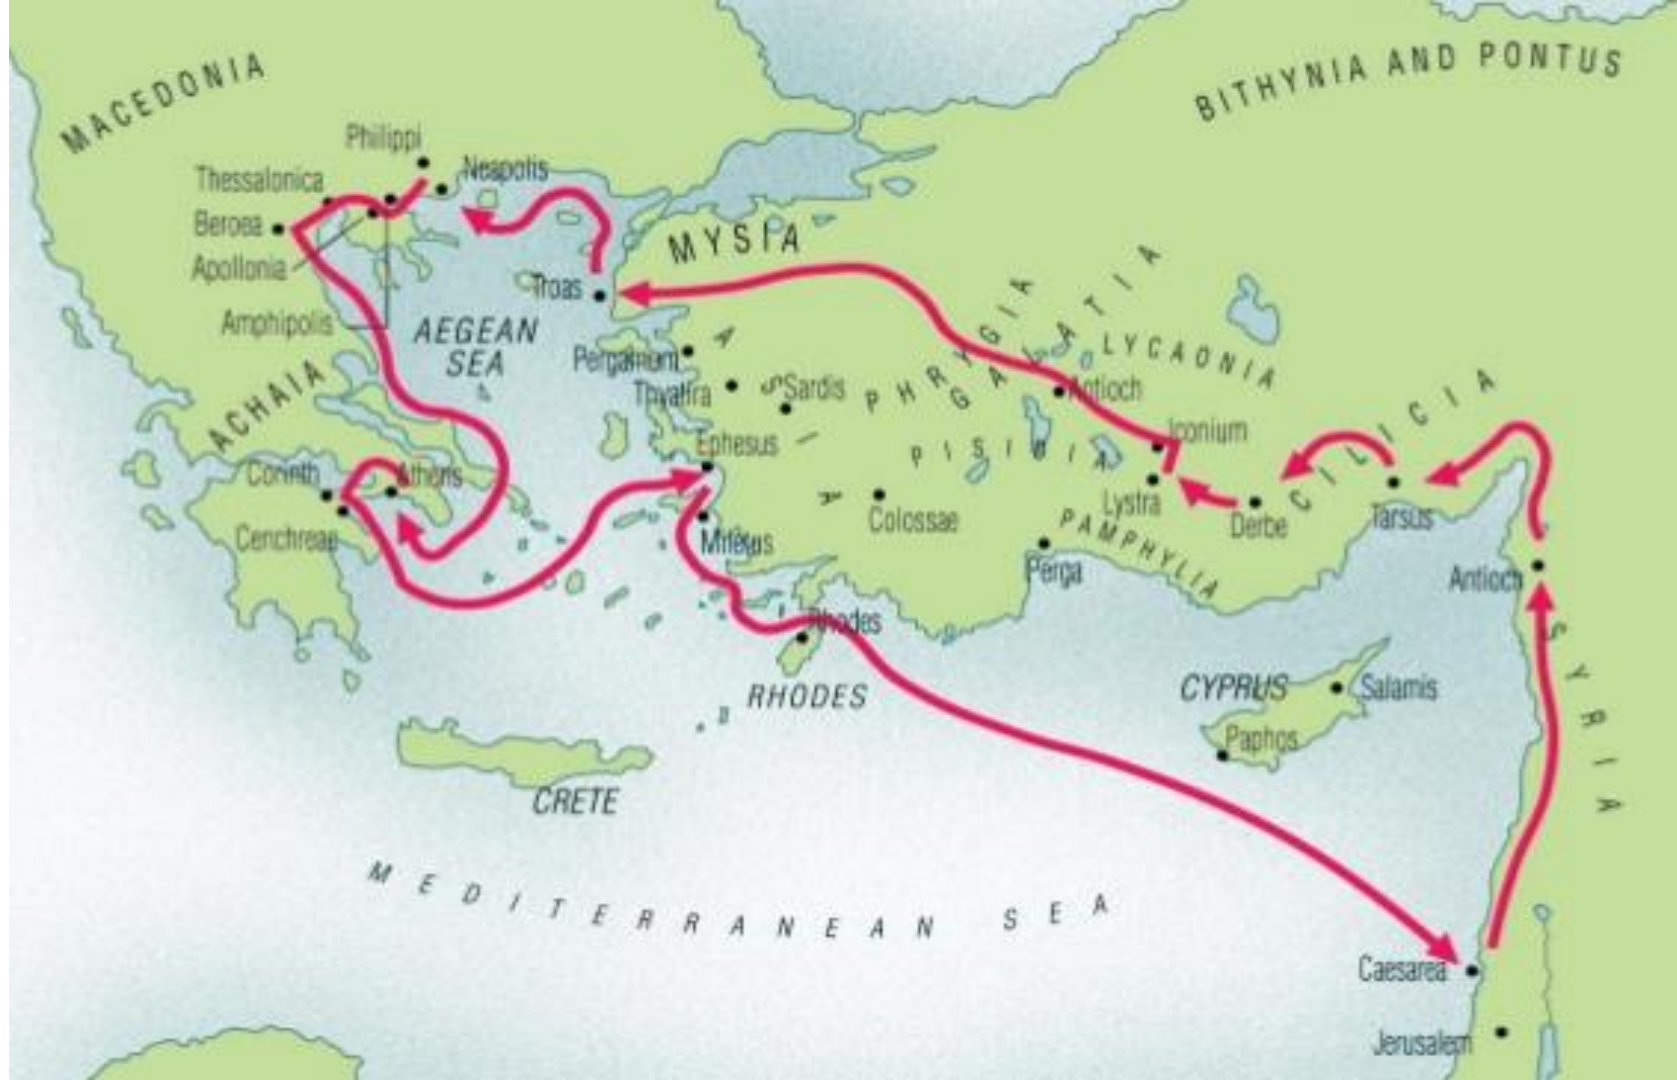 MACEDONIA
BITHYNIA AND PONTUS
Philippi
Neapolis
Thessalonica
Beroea
Apollonia
Amphipolis
MYSIA
Troas
AEGEAN
SEA
ACHAIA
Pergamum
Thyatira
Sardis
ASIA
PHRYGIA
GALATIA
LYCAONIA
Antioch
Iconium
CILICIA
PISIDIA
Ephesus
Corinth
Athens
Cenchreae
Miletus
Colossae
Lystra
Derbe
Tarsus
PAMPHYLIA
Perga
Antioch
SYRIA
Rhodes
RHODES
CYPRUS
Salamis
Paphos
CRETE
MEDITERRANEAN SEA
Caesarea
Jerusalem